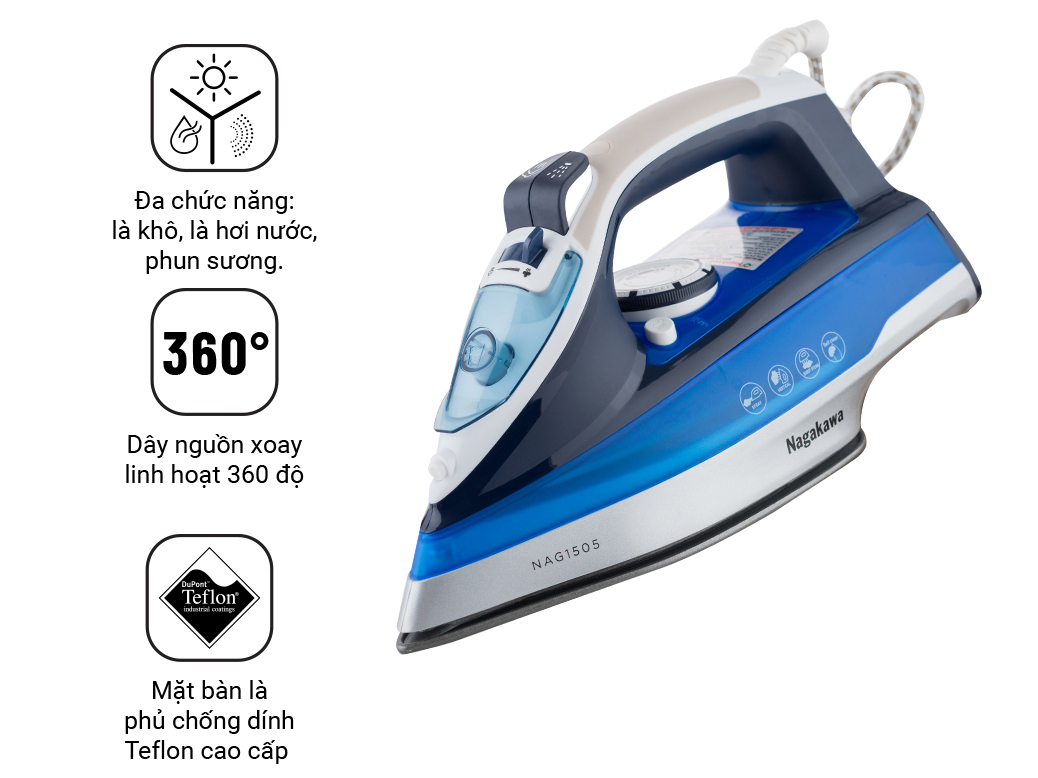 Đa chức năng:
là khô, là hơi nước,
phun sương.
360°
Dây nguồn xoay
linh hoạt 360 độ
DuPont™
Teflon®
industrial coatings
Mặt bàn là
phủ chống dính
Teflon cao cấp
Nagakawa
NAG1505